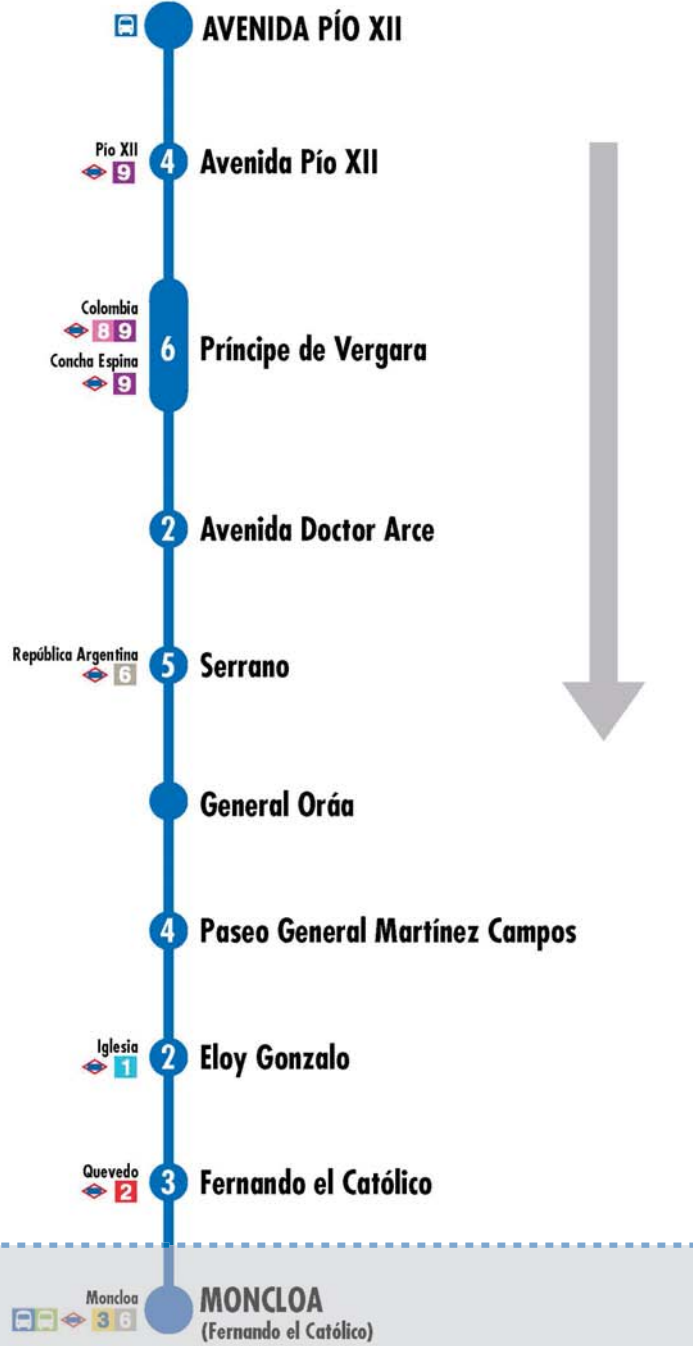 AVENIDA PÍO XII
Pío XII
9
4
Avenida Pío XII
Colombia
8 9
Concha Espina
9
6
Príncipe de Vergara
2
Avenida Doctor Arce
República Argentina
6
5
Serrano
General Oráa
4
Paseo General Martínez Campos
Iglesia
1
2
Eloy Gonzalo
Quevedo
2
3
Fernando el Católico
Moncloa
3 6
MONCLOA
(Fernando el Católico)